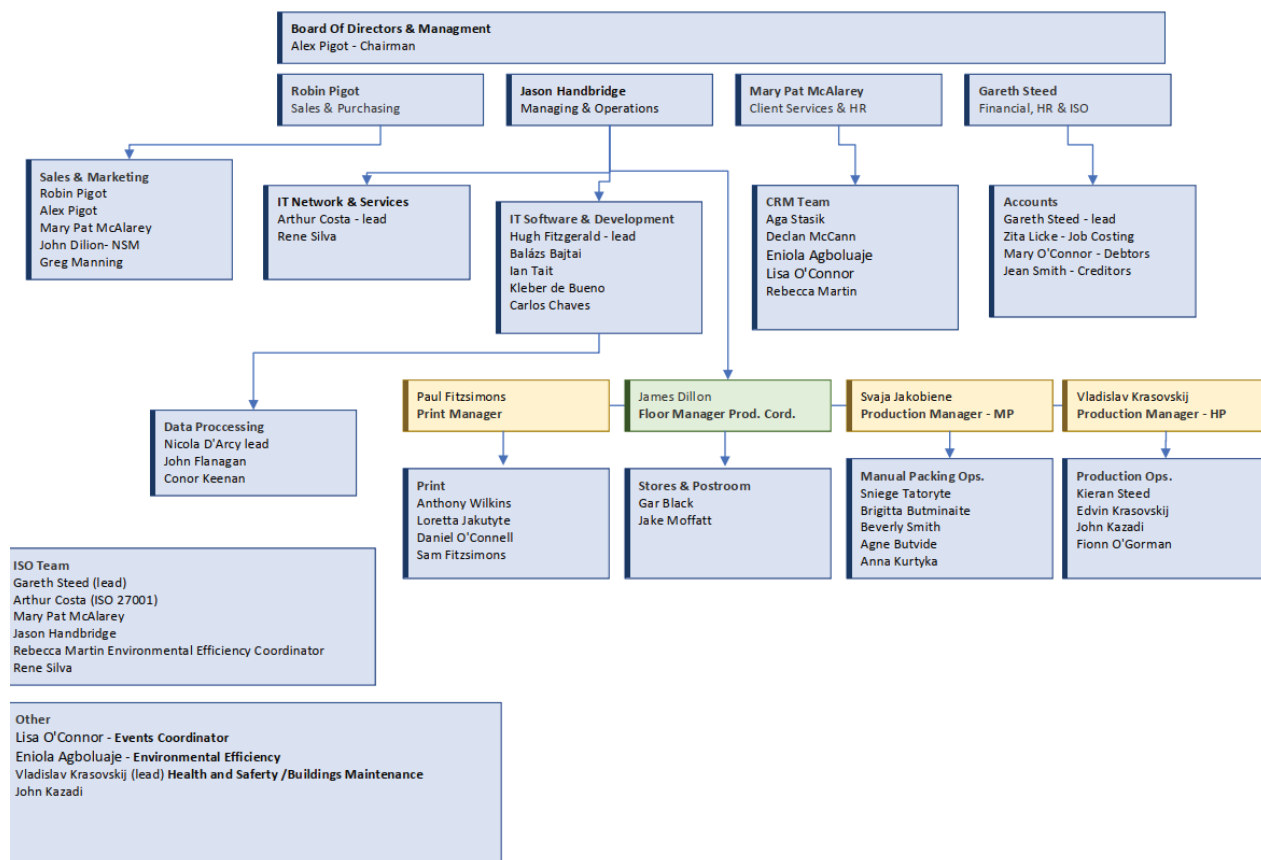 Board Of Directors & Managment
Alex Pigot - Chairman
Robin Pigot
Sales & Purchasing
Jason Handbridge
Managing & Operations
Mary Pat McAlarey
Client Services & HR
Gareth Steed
Financial, HR & ISO
Sales & Marketing
Robin Pigot
Alex Pigot
Mary Pat McAlarey
John Dilion- NSM
Greg Manning
IT Network & Services
Arthur Costa - lead
Rene Silva
IT Software & Development
Hugh Fitzgerald - lead
Balázs Bajtai
Ian Tait
Kleber de Bueno
Carlos Chaves
CRM Team
Aga Stasik
Declan McCann
Eniola Agboluaje
Lisa O'Connor
Rebecca Martin
Accounts
Gareth Steed - lead
Zita Licke - Job Costing
Mary O'Connor - Debtors
Jean Smith - Creditors
Data Proccessing
Nicola D'Arcy lead
John Flanagan
Conor Keenan
Paul Fitzsimons
Print Manager
James Dillon
Floor Manager Prod. Cord.
Svaja Jakobiene
Production Manager - MP
Vladislav Krasovskij
Production Manager - HP
Print
Anthony Wilkins
Loretta Jakutyte
Daniel O'Connell
Sam Fitzsimons
Stores & Postroom
Gar Black
Jake Moffatt
Manual Packing Ops.
Sniege Tatoryte
Brigitta Butminaite
Beverly Smith
Agne Butvide
Anna Kurtyka
Production Ops.
Kieran Steed
Edvin Krasovskij
John Kazadi
Fionn O'Gorman
ISO Team
Gareth Steed (lead)
Arthur Costa (ISO 27001)
Mary Pat McAlarey
Jason Handbridge
Rebecca Martin Environmental Efficiency Coordinator
Rene Silva
Other
Lisa O'Connor - Events Coordinator
Eniola Agboluaje - Environmental Efficiency
Vladislav Krasovskij (lead) Health and Saferty /Buildings Maintenance
John Kazadi